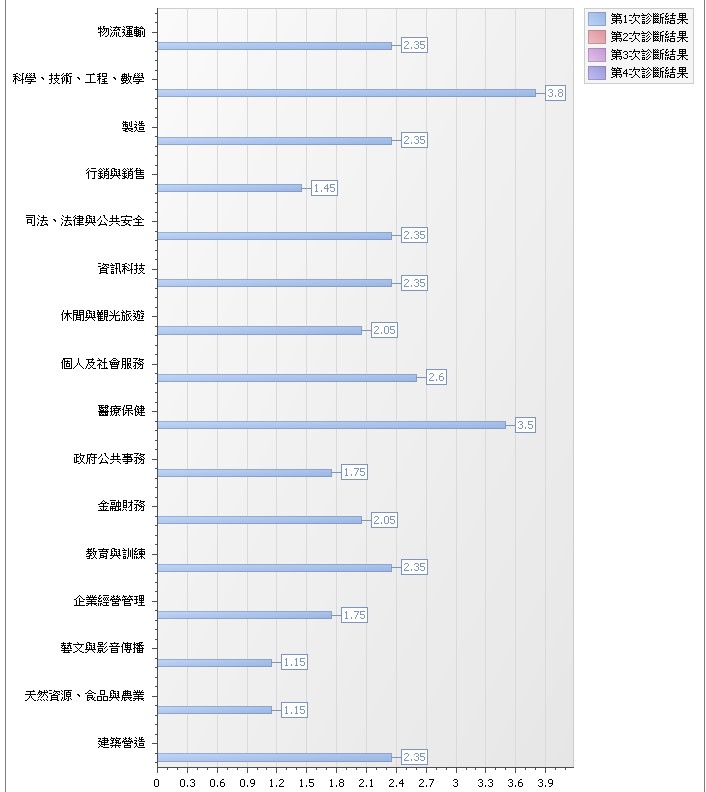 物流運輸
2.35
科學、技術、工程、數學
3.8
製造
2.35
行銷與銷售
1.45
司法、法律與公共安全
2.35
資訊科技
2.35
休閒與觀光旅遊
2.05
個人及社會服務
2.6
醫療保健
3.5
政府公共事務
1.75
金融財務
2.05
教育與訓練
2.35
企業經營管理
1.75
藝文與影音傳播
1.15
天然資源、食品與農業
1.15
建築營造
2.35
0 0.3 0.6 0.9 1.2 1.5 1.8 2.1 2.4 2.7 3 3.3 3.6 3.9
第1次診斷結果
第2次診斷結果
第3次診斷結果
第4次診斷結果